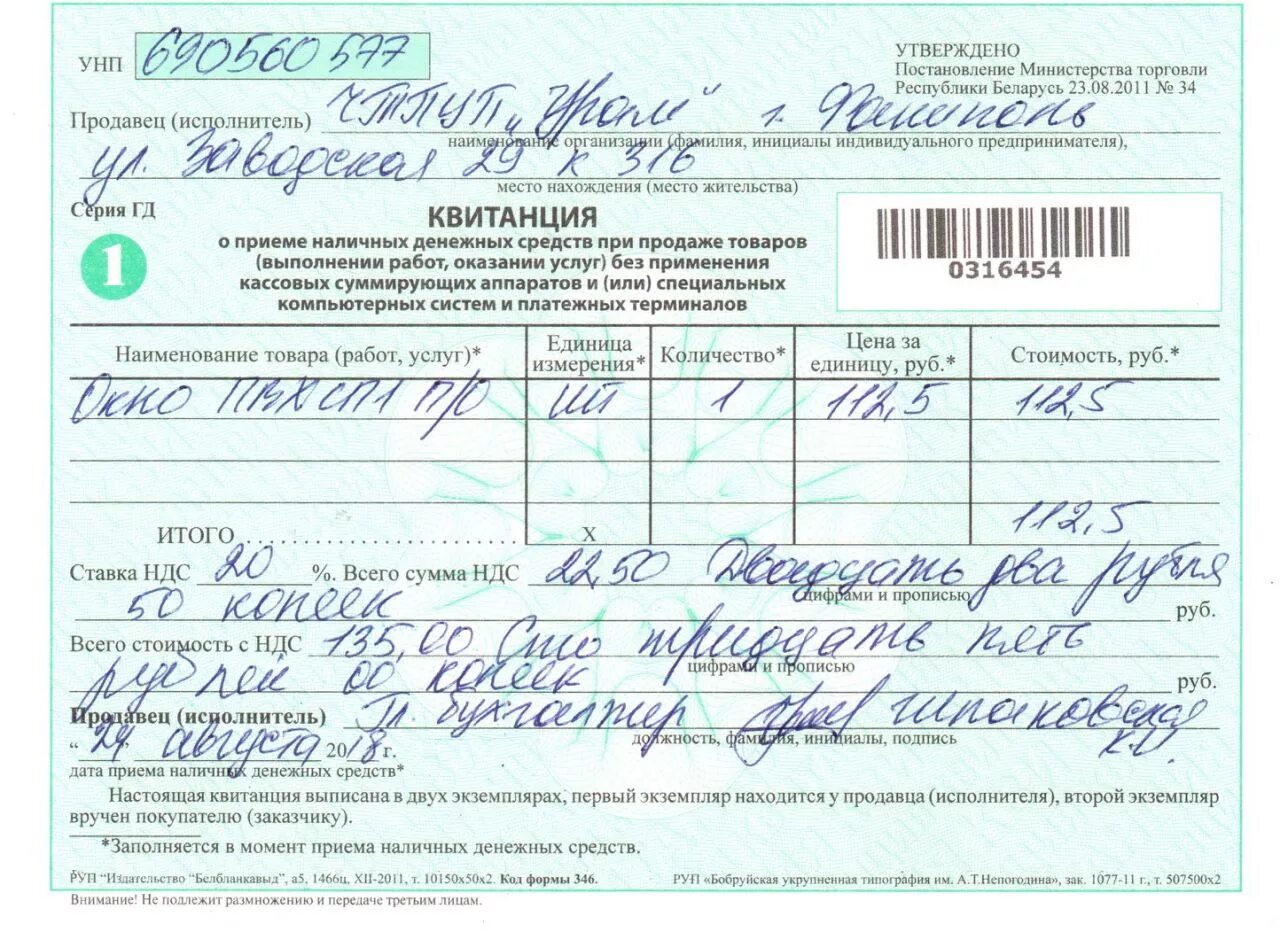 УНП 690560577
УТВЕРЖДЕНО
Постановление Министерства торговли
Республики Беларусь 23.08.2011 № 34
Продавец (исполнитель) ЧТПУП „Урам" г. Фаниполь
наименование организации (фамилия, инициалы индивидуального предпринимателя),
ул. Заводская 29 к 316
место нахождения (место жительства)
Серия ГД
1
КВИТАНЦИЯ
о приеме наличных денежных средств при продаже товаров
(выполнении работ, оказании услуг) без применения
кассовых суммирующих аппаратов и (или) специальных
компьютерных систем и платежных терминалов
0316454
Наименование товара (работ, услуг)* Единица измерения* Количество* Цена за единицу, руб.* Стоимость, руб.*
Окно ПВХ СП1 П/О шт 1 112,5 112,5
ИТОГО X 112,5
Ставка НДС 20 %. Всего сумма НДС 22,50 Двадцать два рубля
цифрами и прописью
50 копеек руб.
Всего стоимость с НДС 135,00 Сто тридцать пять
цифрами и прописью
рублей 00 копеек руб.
Продавец (исполнитель) Гл. бухгалтер Шпаковская
должность, фамилия, инициалы, подпись
"24" августа 2018 г. К.И.
дата приема наличных денежных средств*
Настоящая квитанция выписана в двух экземплярах, первый экземпляр находится у продавца (исполнителя), второй экземпляр
вручен покупателю (заказчику).
*Заполняется в момент приема наличных денежных средств.
РУП "Издательство "Белбланкавыд", а5, 1466ц, XII-2011, т. 10150х50х2. Код формы 346.
РУП «Бобруйская укрупненная типография им. А.Т.Непогодина», зак. 1077-11 г., т. 507500х2
Внимание! Не подлежит размножению и передаче третьим лицам.